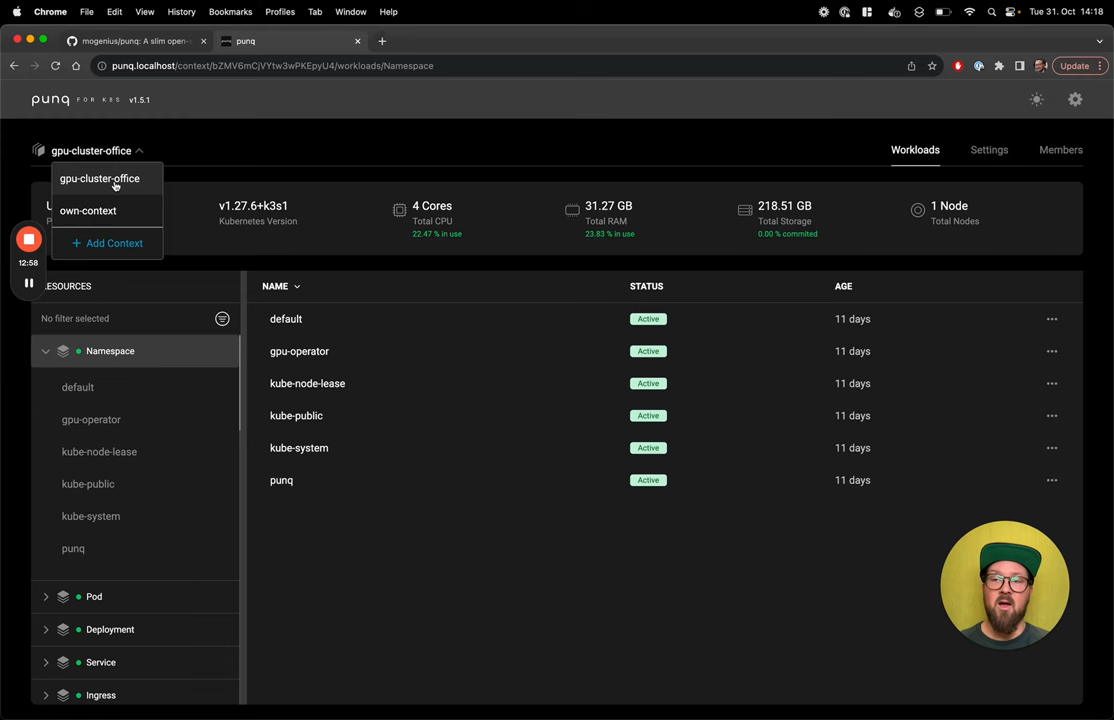 Chrome File Edit View History Bookmarks Profiles Tab Window Help Tue 31. Oct 14:18
mogenius/punq: A slim open- punq
punq.localhost/context/bZMV6mCjVYtw3wPKEpyU4/workloads/Namespace Update
punq FOR K8S v1.5.1
gpu-cluster-office Workloads Settings Members
gpu-cluster-office
own-context
+ Add Context
v1.27.6+k3s1
Kubernetes Version
4 Cores
Total CPU
22.47 % in use
31.27 GB
Total RAM
23.83 % in use
218.51 GB
Total Storage
0.00 % commited
1 Node
Total Nodes
12:58
ESOURCES
No filter selected
Namespace
default
gpu-operator
kube-node-lease
kube-public
kube-system
punq
Pod
Deployment
Service
Ingress
NAME STATUS AGE
default Active 11 days
gpu-operator Active 11 days
kube-node-lease Active 11 days
kube-public Active 11 days
kube-system Active 11 days
punq Active 11 days